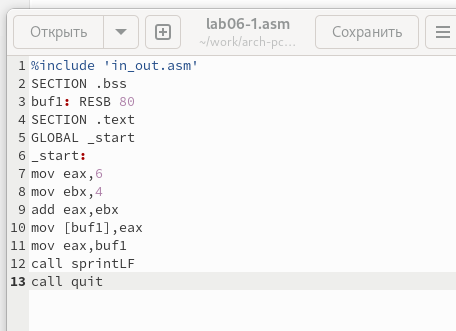 Открыть
lab06-1.asm
~/work/arch-pc...
Сохранить
1 %include 'in_out.asm'
2 SECTION .bss
3 buf1: RESB 80
4 SECTION .text
5 GLOBAL _start
6 _start:
7 mov eax,6
8 mov ebx,4
9 add eax,ebx
10 mov [buf1],eax
11 mov eax,buf1
12 call sprintLF
13 call quit